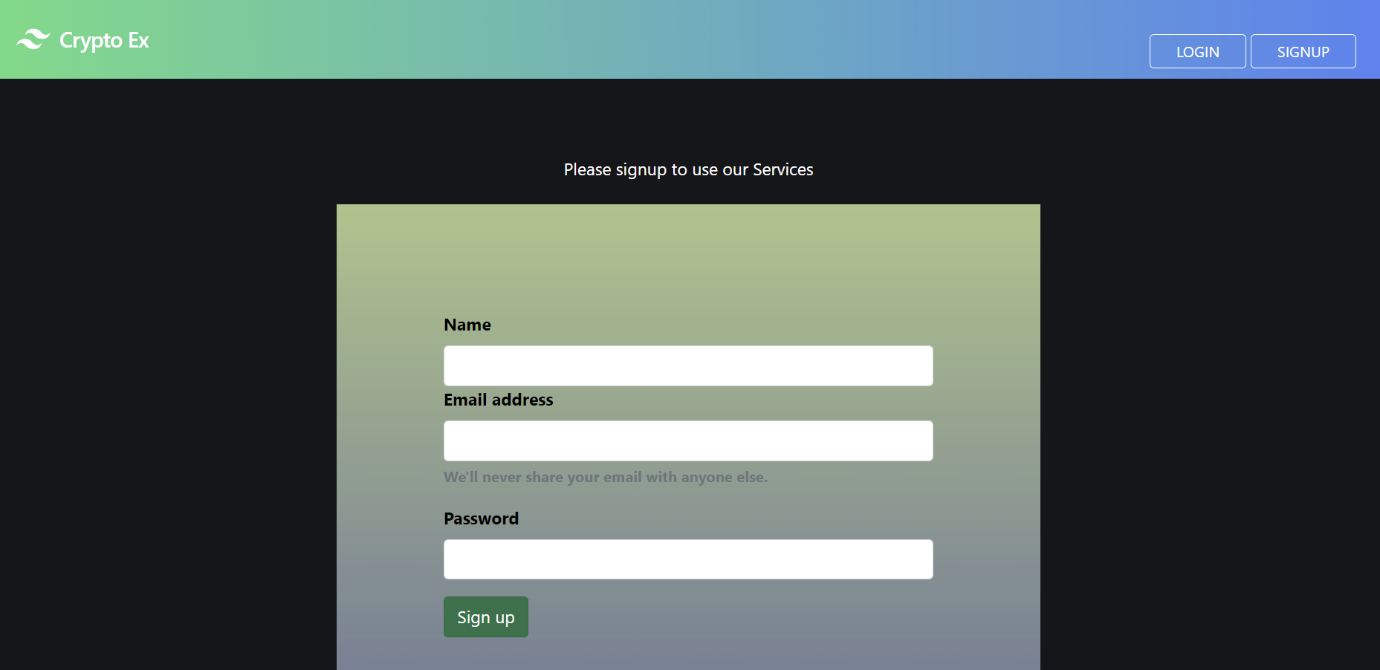 Crypto Ex
LOGIN
SIGNUP
Please signup to use our Services
Name
Email address
We'll never share your email with anyone else.
Password
Sign up